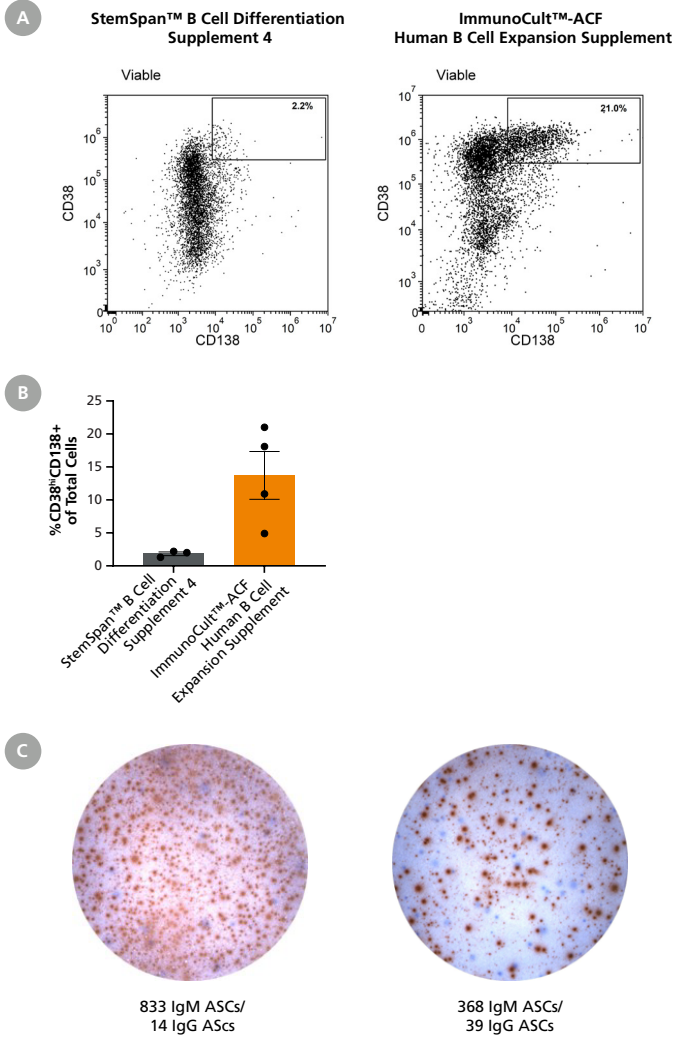 A
StemSpan™ B Cell Differentiation
Supplement 4
ImmunoCult™-ACF
Human B Cell Expansion Supplement
Viable
2.2%
10⁶
10⁵
10⁴
10³
0
CD38
10⁰ 10² 10³ 10⁴ 10⁵ 10⁶ 10⁷
CD138
Viable
21.0%
10⁷
10⁶
10⁵
10⁴
10³
0
CD38
0 10³ 10⁴ 10⁵ 10⁶ 10⁷
CD138
B
%CD38ʰⁱCD138+
of Total Cells
25
20
15
10
5
0
StemSpan™ B Cell
Differentiation
Supplement 4
ImmunoCult™-ACF
Human B Cell
Expansion Supplement
C
833 IgM ASCs/
14 IgG AScs
368 IgM ASCs/
39 IgG ASCs